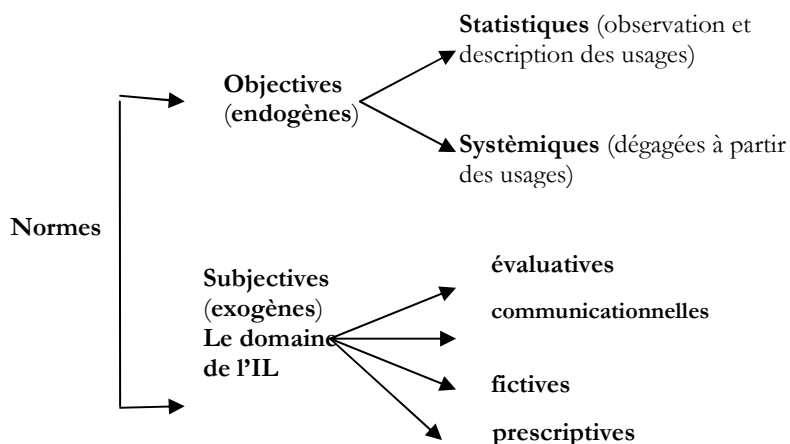 Statistiques (observation et
description des usages)
Objectives
(endogènes)
Systèmiques (dégagées à partir
des usages)
Normes
Subjectives
(exogènes)
Le domaine
de l'IL
évaluatives
communicationnelles
fictives
prescriptives